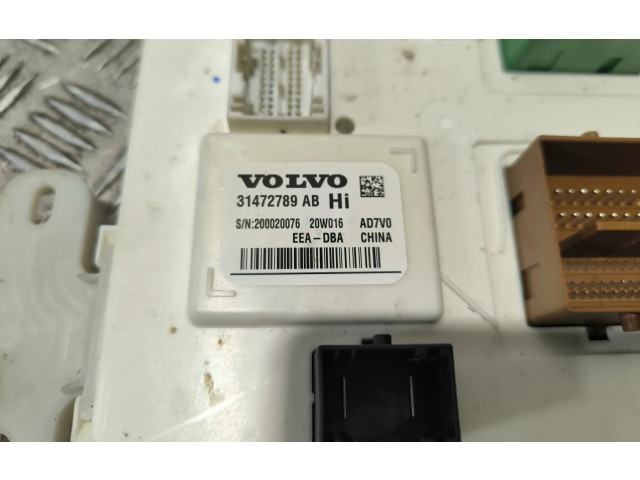 VOLVO
31472789 AB Hi
S/N:200020076 20W016 AD7V0
EEA-DBA CHINA